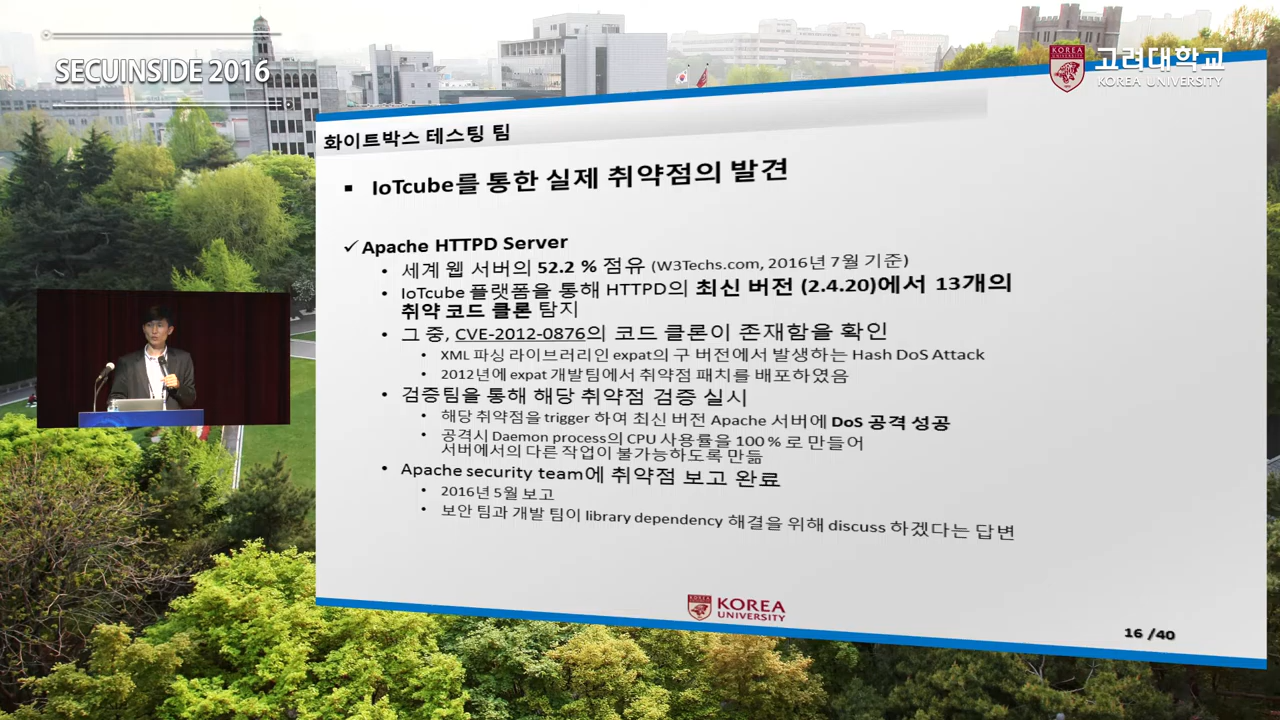 SECUINSIDE 2016
KOREA
고려대학교
KOREA UNIVERSITY
화이트박스 테스팅 팀
▪ IoTcube를 통한 실제 취약점의 발견
✓ Apache HTTPD Server
• 세계 웹 서버의 52.2 % 점유 (W3Techs.com, 2016년 7월 기준)
• IoTcube 플랫폼을 통해 HTTPD의 최신 버전 (2.4.20)에서 13개의
취약 코드 클론 탐지
• 그 중, CVE-2012-0876의 코드 클론이 존재함을 확인
• XML 파싱 라이브러리인 expat의 구 버전에서 발생하는 Hash DoS Attack
• 2012년에 expat 개발팀에서 취약점 패치를 배포하였음
• 검증팀을 통해 해당 취약점 검증 실시
• 해당 취약점을 trigger 하여 최신 버전 Apache 서버에 DoS 공격 성공
• 공격시 Daemon process의 CPU 사용률을 100 % 로 만들어
서버에서의 다른 작업이 불가능하도록 만듦
• Apache security team에 취약점 보고 완료
• 2016년 5월 보고
• 보안 팀과 개발 팀이 library dependency 해결을 위해 discuss 하겠다는 답변
KOREA
UNIVERSITY
16 /40